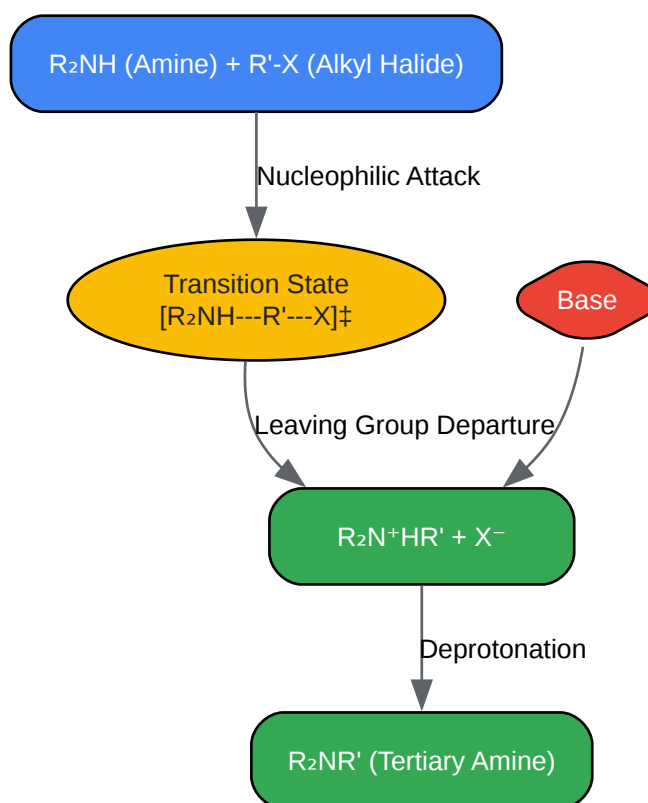 R₂NH (Amine) + R'-X (Alkyl Halide)
Nucleophilic Attack
Transition State
[R₂NH---R'---X]‡
Base
Leaving Group Departure
R₂N⁺HR' + X⁻
Deprotonation
R₂NR' (Tertiary Amine)